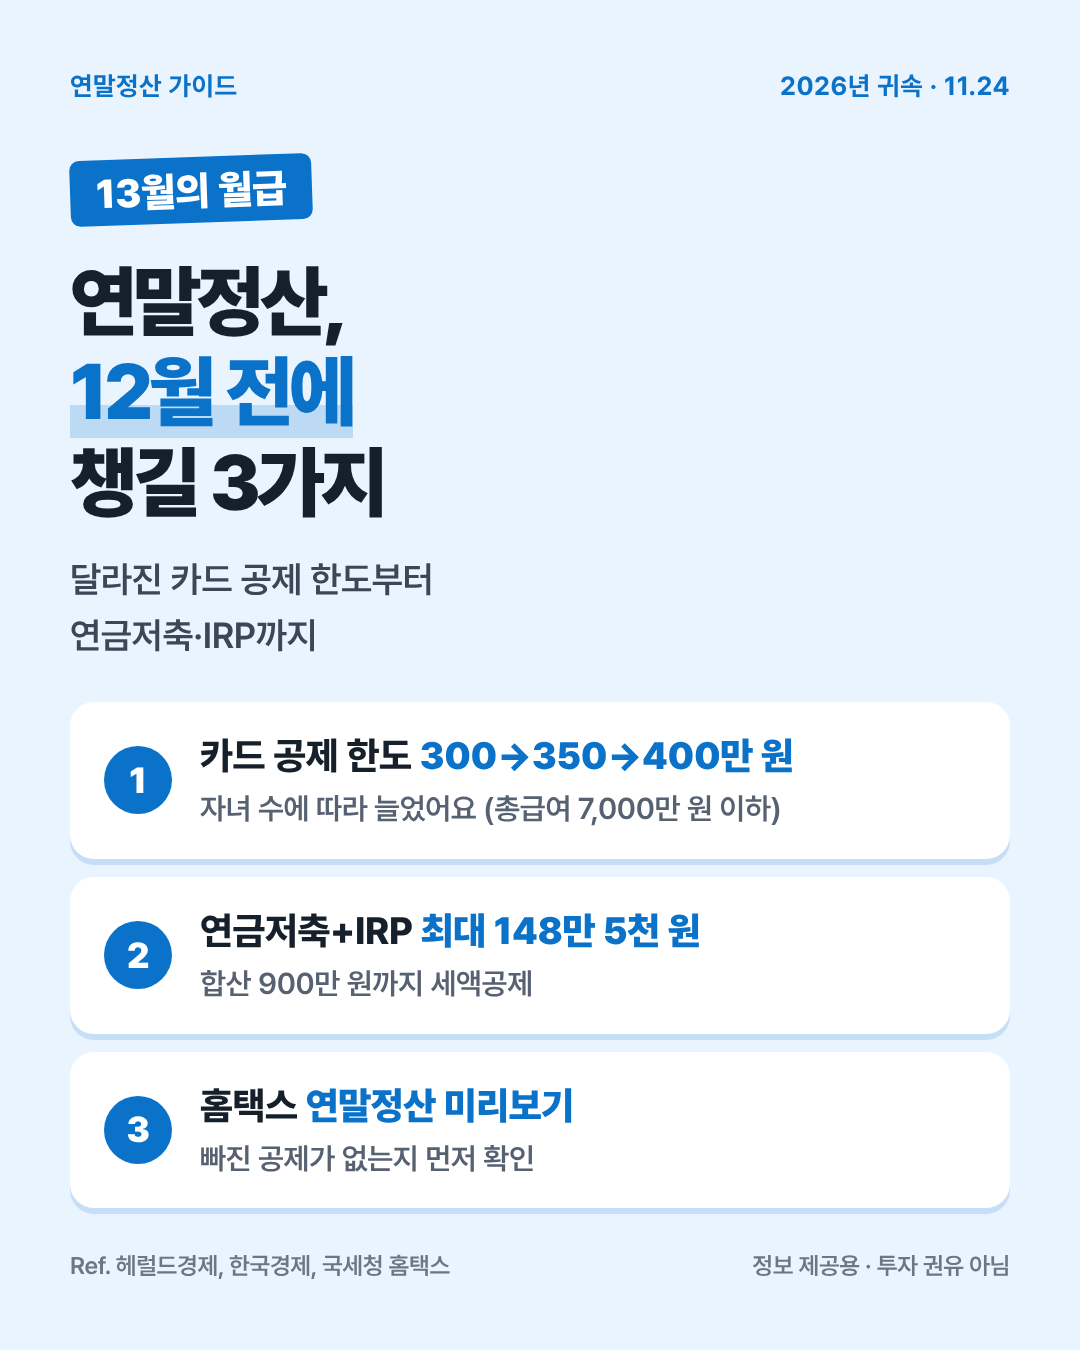 연말정산 가이드
2026년 귀속 · 11.24
13월의 월급
연말정산,
12월 전에
챙길 3가지
달라진 카드 공제 한도부터
연금저축·IRP까지
1
카드 공제 한도 300→350→400만 원
자녀 수에 따라 늘었어요 (총급여 7,000만 원 이하)
2
연금저축+IRP 최대 148만 5천 원
합산 900만 원까지 세액공제
3
홈택스 연말정산 미리보기
빠진 공제가 없는지 먼저 확인
Ref. 헤럴드경제, 한국경제, 국세청 홈택스
정보 제공용 · 투자 권유 아님